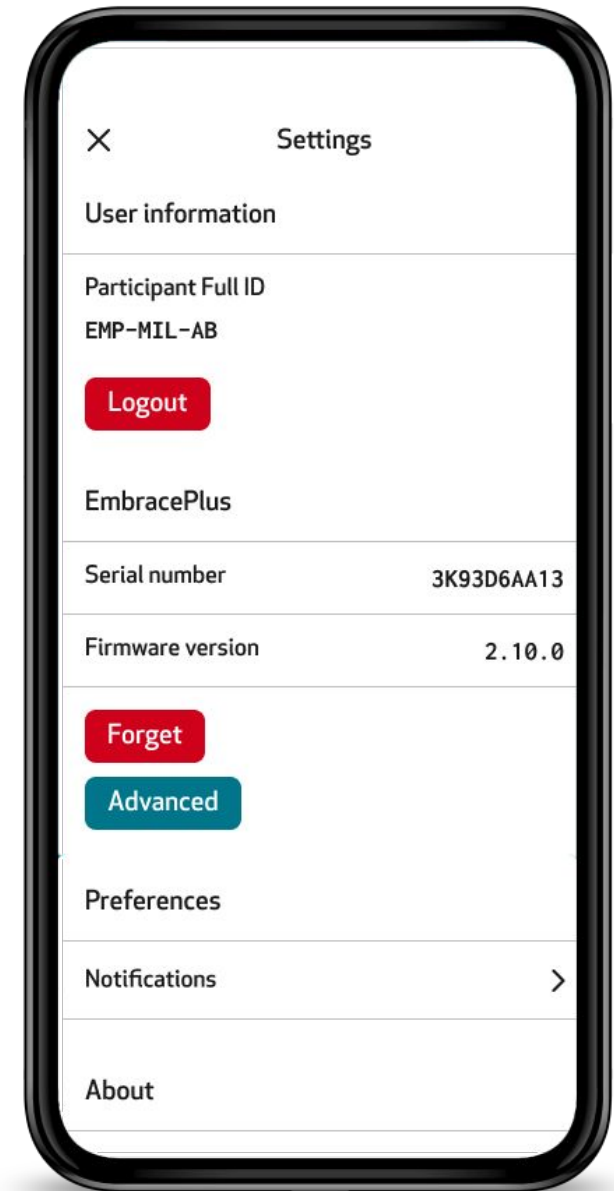 Settings
User information
Participant Full ID
EMP-MIL-AB
Logout
EmbracePlus
Serial number 3K93D6AA13
Firmware version 2.10.0
Forget
Advanced
Preferences
Notifications
About